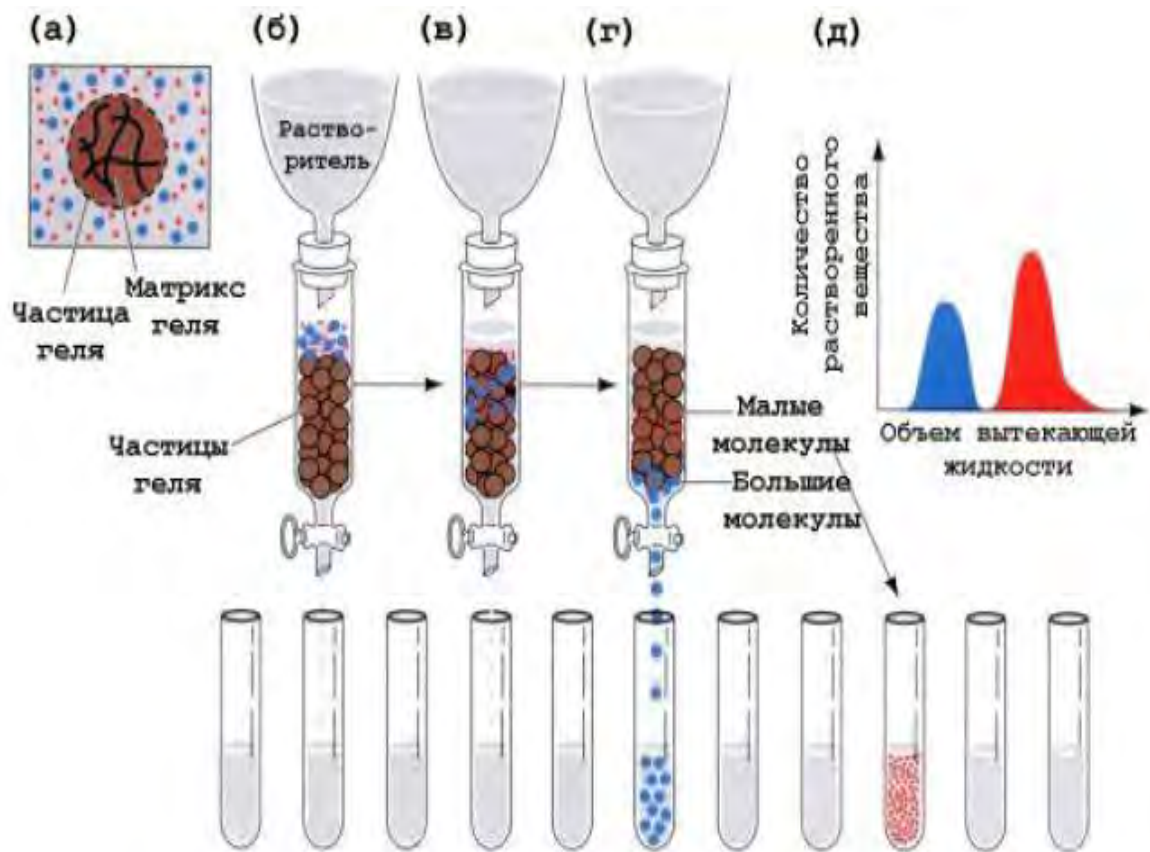 (а)
(б)
(в)
(г)
(д)
Раство-
ритель
Частица
геля
Матрикс
геля
Частицы
геля
Малые
молекулы
Большие
молекулы
Количество
растворенного
вещества
Объем вытекающей
жидкости